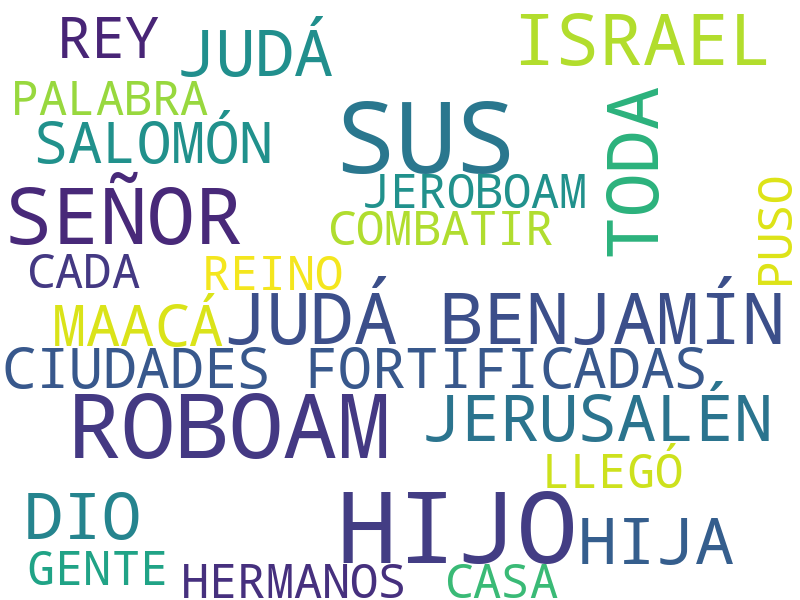 REY
JUDÁ
ISRAEL
PALABRA
SALOMÓN
SUS
TODA
JEROBOAM
SEÑOR
COMBATIR
PUSO
CADA
REINO
MAACÁ
JUDÁ BENJAMÍN
CIUDADES FORTIFICADAS
ROBOAM
JERUSALÉN
LLEGÓ
DIO
HIJO
HIJA
GENTE
HERMANOS
CASA